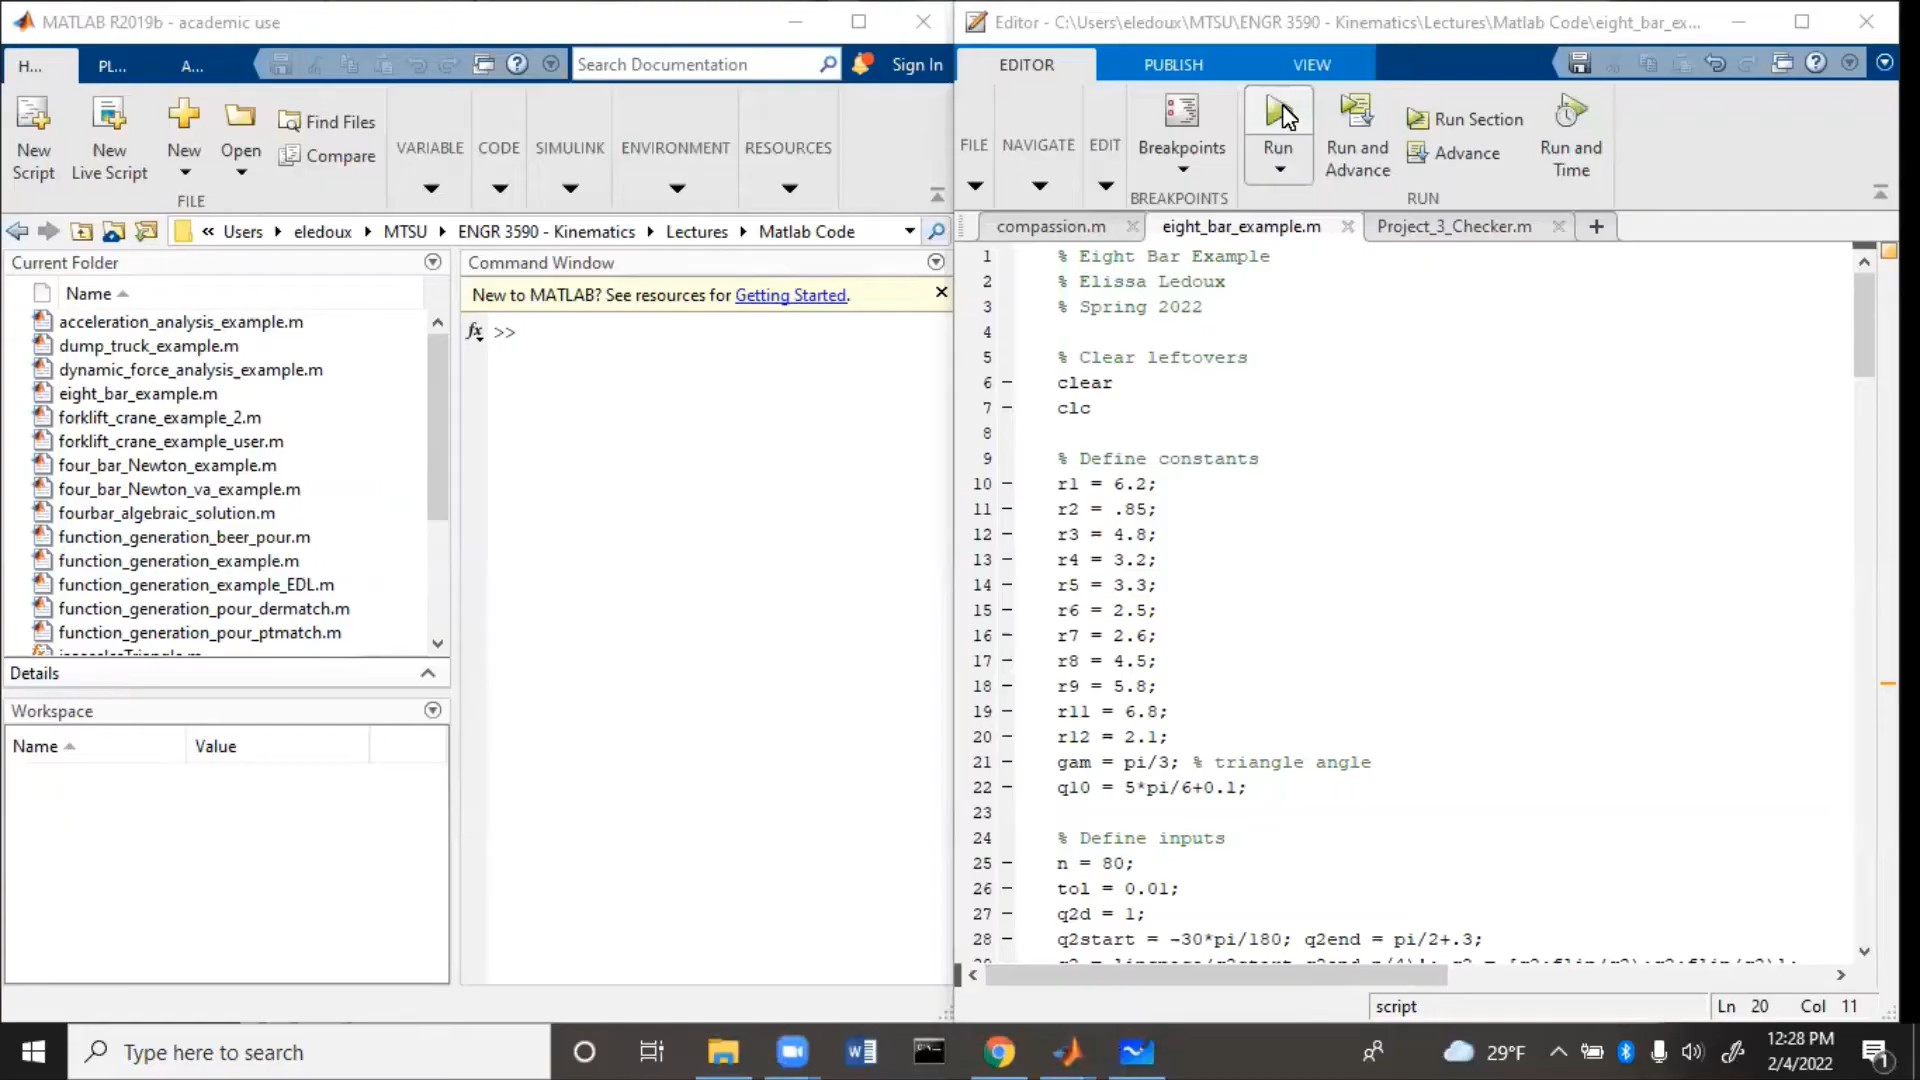 MATLAB R2019b - academic use
H...
PL...
A...
Search Documentation
Sign In
New Script
New Live Script
New
Open
Find Files
Compare
FILE
VARIABLE
CODE
SIMULINK
ENVIRONMENT
RESOURCES
« Users eledoux MTSU ENGR 3590 - Kinematics Lectures Matlab Code
Current Folder
Name
acceleration_analysis_example.m
dump_truck_example.m
dynamic_force_analysis_example.m
eight_bar_example.m
forklift_crane_example_2.m
forklift_crane_example_user.m
four_bar_Newton_example.m
four_bar_Newton_va_example.m
fourbar_algebraic_solution.m
function_generation_beer_pour.m
function_generation_example.m
function_generation_example_EDL.m
function_generation_pour_dermatch.m
function_generation_pour_ptmatch.m
Details
Workspace
Name Value
Command Window
New to MATLAB? See resources for Getting Started.
fx >>
Editor - C:\Users\eledoux\MTSU\ENGR 3590 - Kinematics\Lectures\Matlab Code\eight_bar_ex...
EDITOR
PUBLISH
VIEW
FILE
NAVIGATE
EDIT
Breakpoints
BREAKPOINTS
Run
Run and Advance
Run Section
Advance
Run and Time
RUN
compassion.m
eight_bar_example.m
Project_3_Checker.m
1 % Eight Bar Example
2 % Elissa Ledoux
3 % Spring 2022
4
5 % Clear leftovers
6 – clear
7 – clc
8
9 % Define constants
10 – r1 = 6.2;
11 – r2 = .85;
12 – r3 = 4.8;
13 – r4 = 3.2;
14 – r5 = 3.3;
15 – r6 = 2.5;
16 – r7 = 2.6;
17 – r8 = 4.5;
18 – r9 = 5.8;
19 – r11 = 6.8;
20 – r12 = 2.1;
21 – gam = pi/3; % triangle angle
22 – q10 = 5*pi/6+0.1;
23
24 % Define inputs
25 – n = 80;
26 – tol = 0.01;
27 – q2d = 1;
28 – q2start = -30*pi/180; q2end = pi/2+.3;
script
Ln 20 Col 11
Type here to search
29°F
12:28 PM
2/4/2022
1